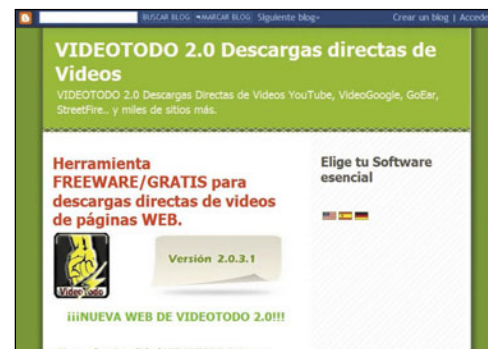 BUSCAR BLOG MARCAR BLOG Siguiente blog» Crear un blog | Accede
VIDEOTODO 2.0 Descargas directas de
Videos
VIDEOTODO 2.0 Descargas Directas de Videos YouTube, VideoGoogle, GoEar,
StreetFire.. y miles de sitios más.
Herramienta
FREEWARE/GRATIS para
descargas directas de videos
de páginas WEB.
VideoTodo
Versión 2.0.3.1
¡¡¡NUEVA WEB DE VIDEOTODO 2.0!!!
Elige tu Software
esencial